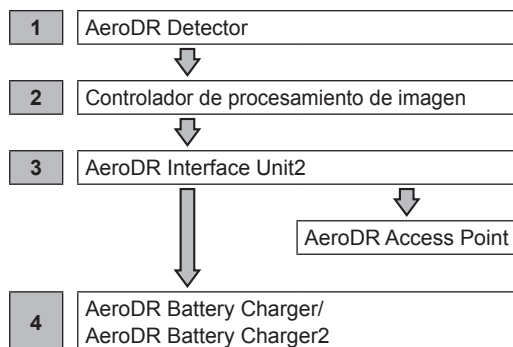 1 AeroDR Detector
2 Controlador de procesamiento de imagen
3 AeroDR Interface Unit2
AeroDR Access Point
4 AeroDR Battery Charger/
AeroDR Battery Charger2